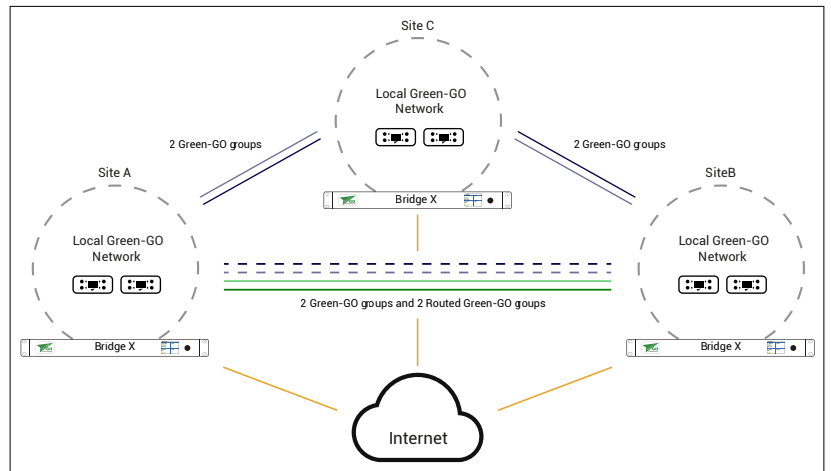 Site C
Local Green-GO
Network
2 Green-GO groups
2 Green-GO groups
Bridge X
Site A
Local Green-GO
Network
Bridge X
SiteB
Local Green-GO
Network
Bridge X
2 Green-GO groups and 2 Routed Green-GO groups
Internet